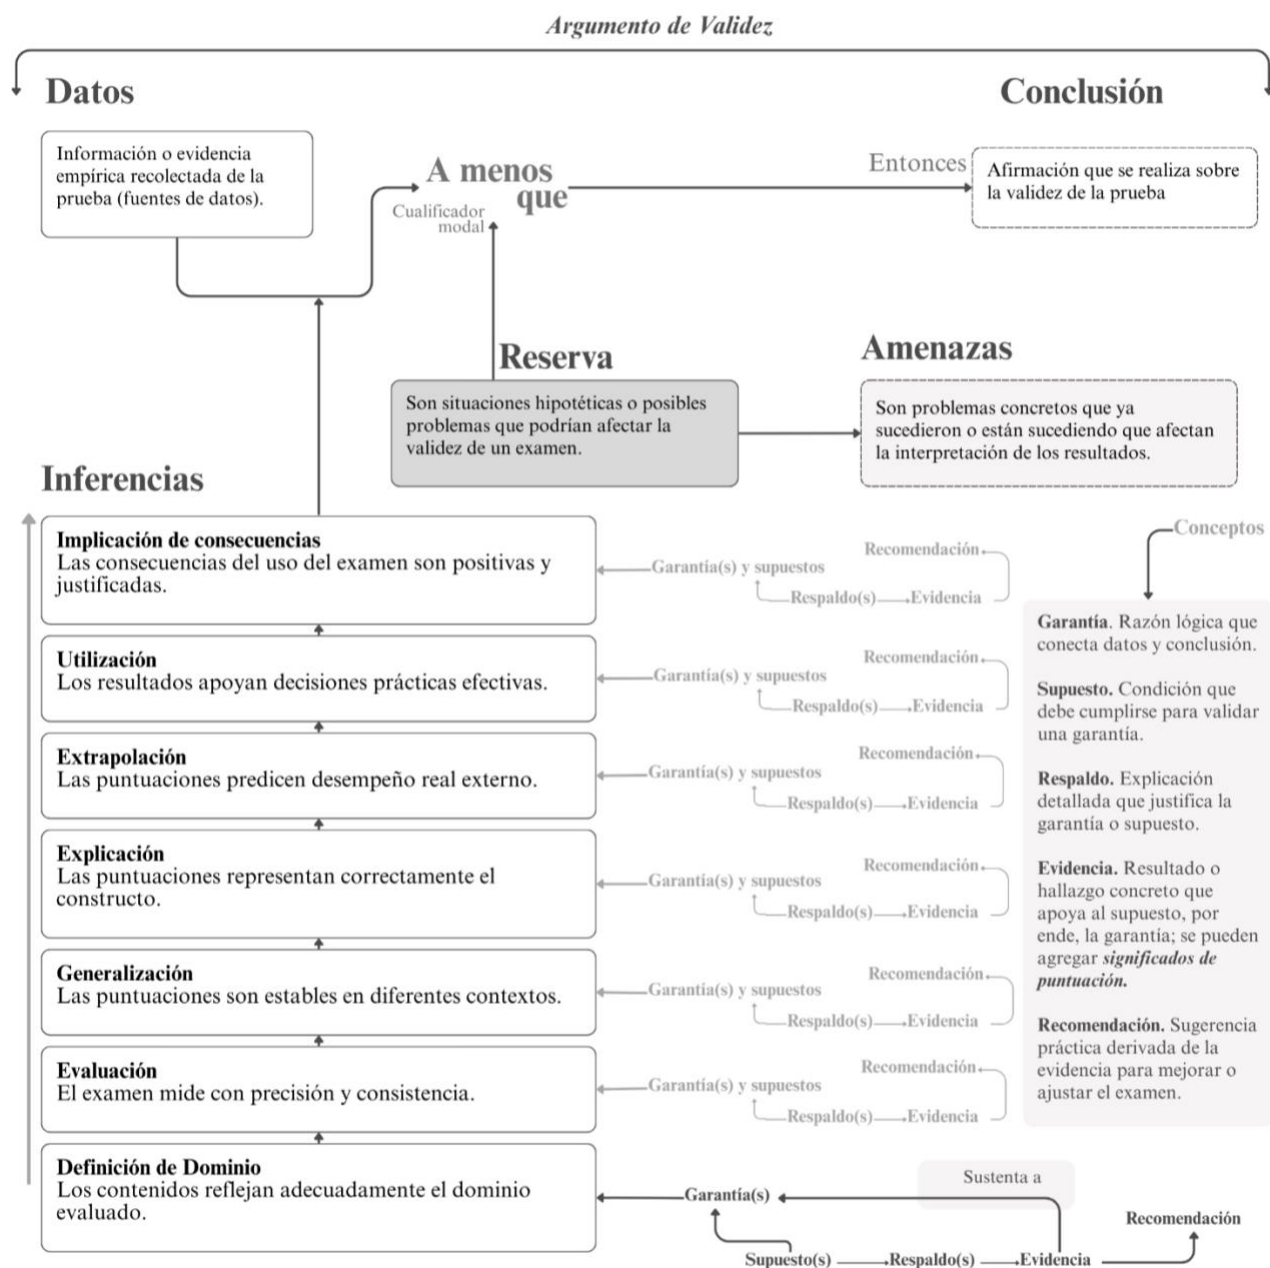 Argumento de Validez
Datos
Conclusión
Información o evidencia
empírica recolectada de la
prueba (fuentes de datos).
A menos
que
Cualificador
modal
Entonces
Afirmación que se realiza sobre
la validez de la prueba
Reserva
Son situaciones hipotéticas o posibles
problemas que podrían afectar la
validez de un examen.
Amenazas
Son problemas concretos que ya
sucedieron o están sucediendo que afectan
la interpretación de los resultados.
Inferencias
Implicación de consecuencias
Las consecuencias del uso del examen son positivas y
justificadas.
Recomendación
Garantía(s) y supuestos
Respaldo(s)
Evidencia
Utilización
Los resultados apoyan decisiones prácticas efectivas.
Recomendación
Garantía(s) y supuestos
Respaldo(s)
Evidencia
Extrapolación
Las puntuaciones predicen desempeño real externo.
Recomendación
Garantía(s) y supuestos
Respaldo(s)
Evidencia
Explicación
Las puntuaciones representan correctamente el
constructo.
Recomendación
Garantía(s) y supuestos
Respaldo(s)
Evidencia
Generalización
Las puntuaciones son estables en diferentes contextos.
Recomendación
Garantía(s) y supuestos
Respaldo(s)
Evidencia
Evaluación
El examen mide con precisión y consistencia.
Recomendación
Garantía(s) y supuestos
Respaldo(s)
Evidencia
Definición de Dominio
Los contenidos reflejan adecuadamente el dominio
evaluado.
Sustenta a
Garantía(s)
Recomendación
Supuesto(s)
Respaldo(s)
Evidencia
Conceptos
Garantía. Razón lógica que
conecta datos y conclusión.
Supuesto. Condición que
debe cumplirse para validar
una garantía.
Respaldo. Explicación
detallada que justifica la
garantía o supuesto.
Evidencia. Resultado o
hallazgo concreto que
apoya al supuesto, por
ende, la garantía; se pueden
agregar significados de
puntuación.
Recomendación. Sugerencia
práctica derivada de la
evidencia para mejorar o
ajustar el examen.